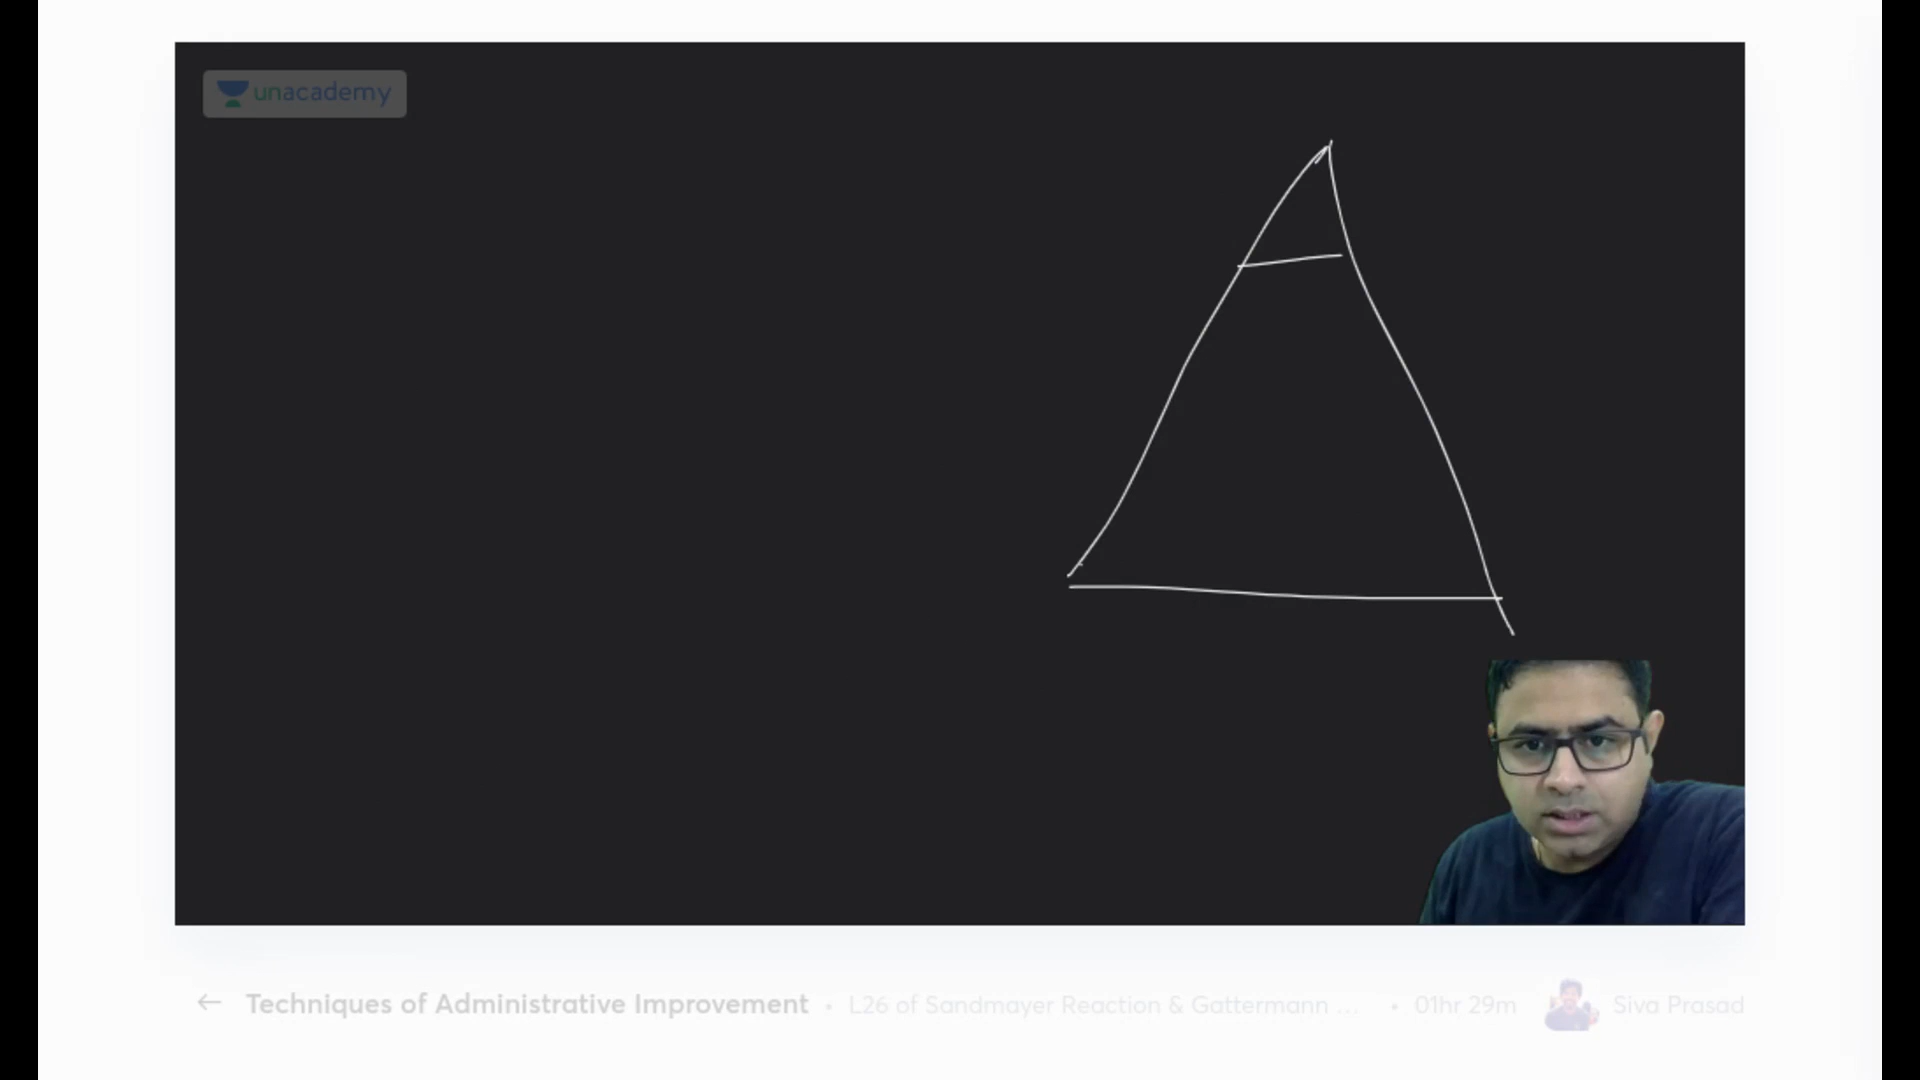 unacademy
Techniques of Administrative Improvement • L26 of Sandmayer Reaction & Gattermann ... • 01hr 29m Siva Prasad